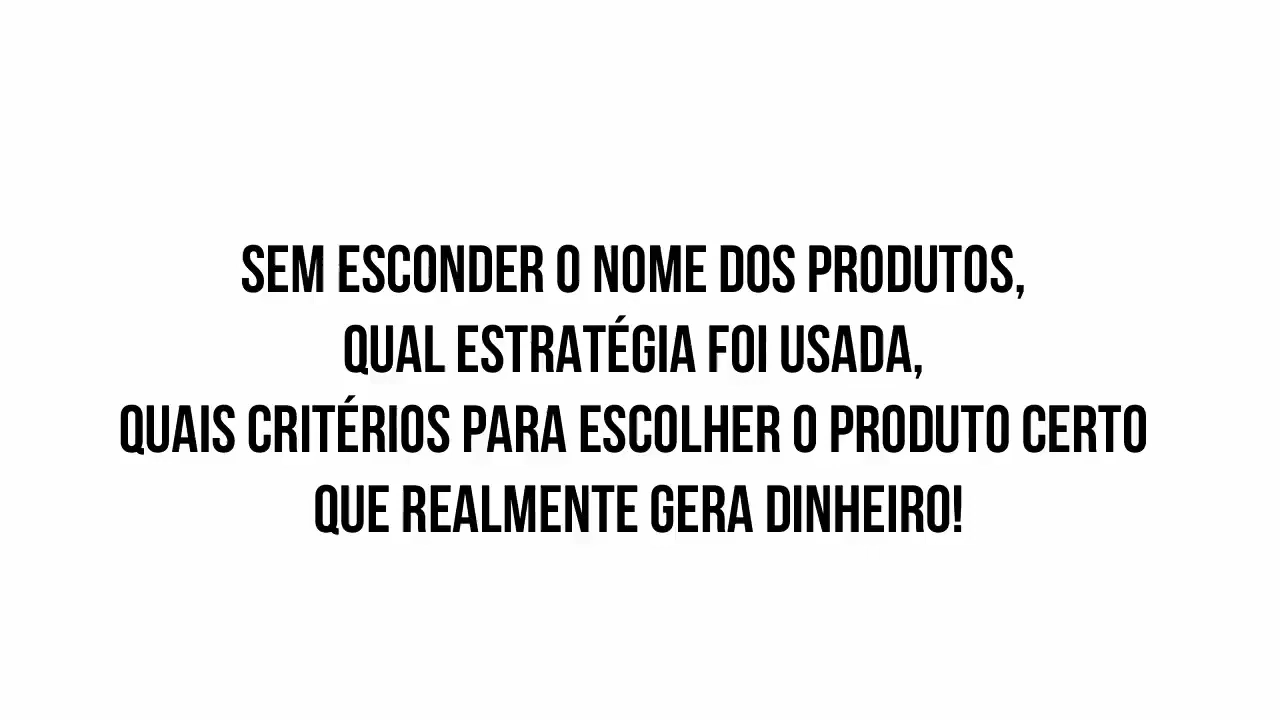 SEM ESCONDER O NOME DOS PRODUTOS,
QUAL ESTRATÉGIA FOI USADA,
QUAIS CRITÉRIOS PARA ESCOLHER O PRODUTO CERTO
QUE REALMENTE GERA DINHEIRO!